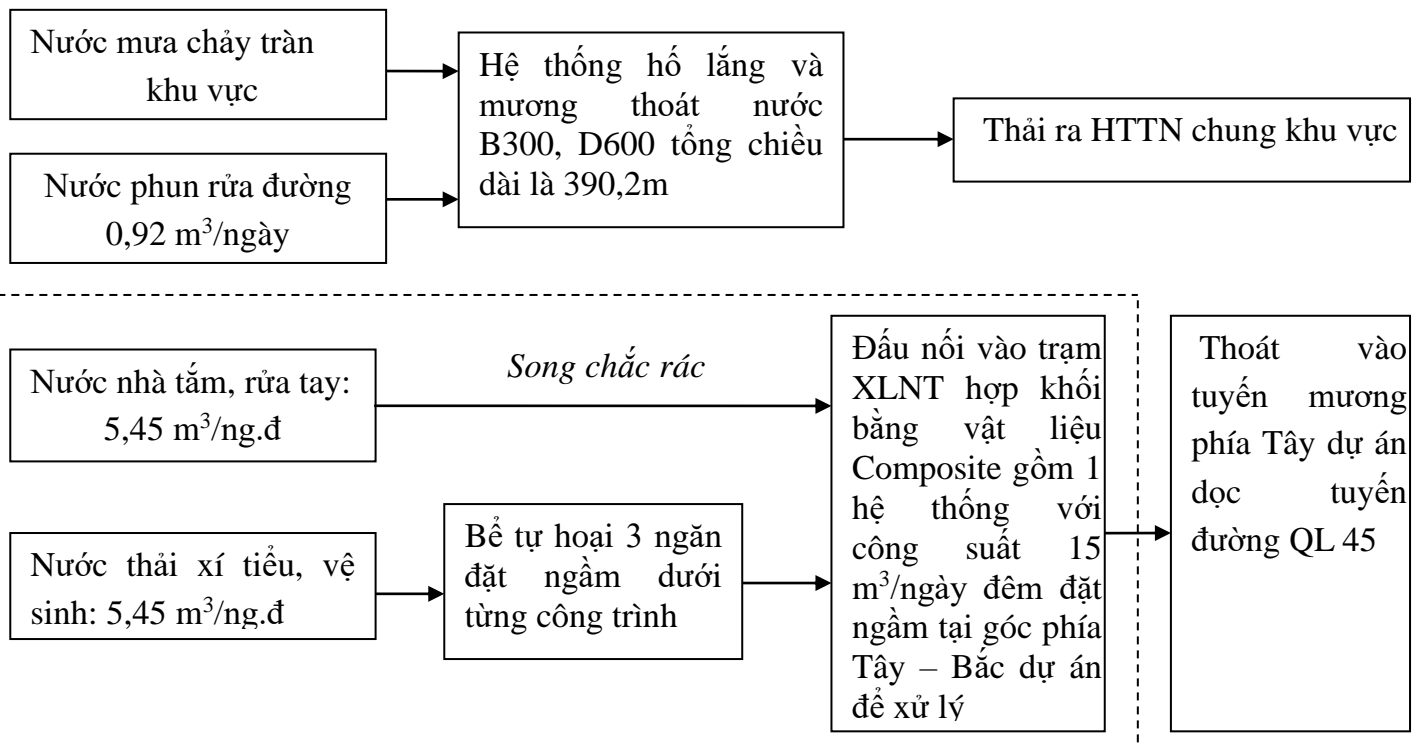 Nước mưa chảy tràn
khu vực
Nước phun rửa đường
0,92 m³/ngày
Hệ thống hố lắng và
mương thoát nước
B300, D600 tổng chiều
dài là 390,2m
Thải ra HTTN chung khu vực
Nước nhà tắm, rửa tay:
5,45 m³/ng.đ
Song chắc rác
Nước thải xí tiểu, vệ
sinh: 5,45 m³/ng.đ
Bể tự hoại 3 ngăn
đặt ngầm dưới
từng công trình
Đấu nối vào trạm
XLNT hợp khối
bằng vật liệu
Composite gồm 1
hệ thống với
công suất 15
m³/ngày đêm đặt
ngầm tại góc phía
Tây – Bắc dự án
để xử lý
Thoát vào
tuyến mương
phía Tây dự án
dọc tuyến
đường QL 45